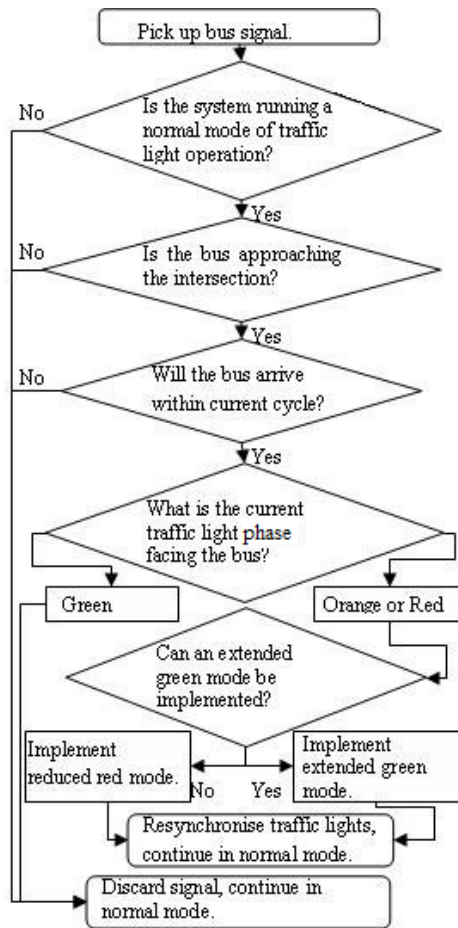 Pick up bus signal.
No
Is the system running a
normal mode of traffic
light operation?
Yes
No
Is the bus approaching
the intersection?
Yes
No
Will the bus arrive
within current cycle?
Yes
What is the current
traffic light phase
facing the bus?
Green
Orange or Red
Can an extended
green mode be
implemented?
Implement
reduced red mode.
Implement
extended green
mode.
No
Yes
Resynchronise traffic lights,
continue in normal mode.
Discard signal, continue in
normal mode.